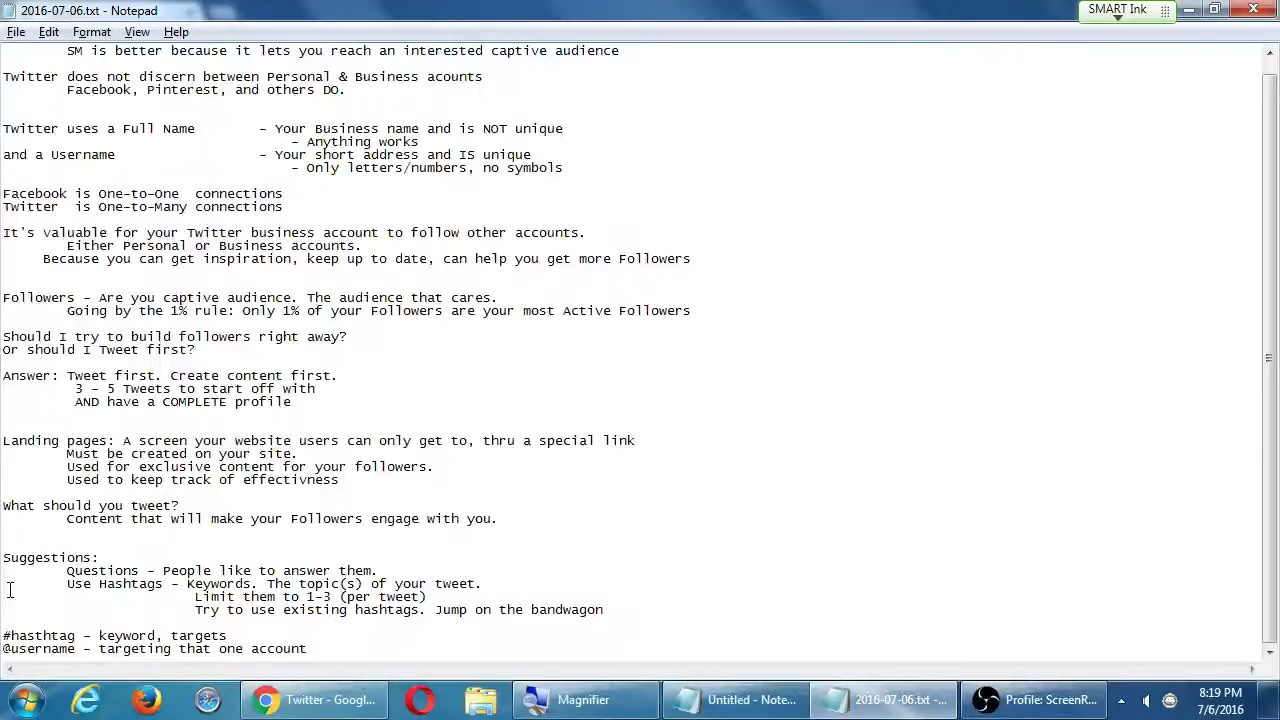 2016-07-06.txt - Notepad
SMART Ink
File Edit Format View Help
SM is better because it lets you reach an interested captive audience
Twitter does not discern between Personal & Business acounts
Facebook, Pinterest, and others DO.
Twitter uses a Full Name - Your Business name and is NOT unique
- Anything works
and a Username - Your short address and IS unique
- Only letters/numbers, no symbols
Facebook is One-to-One connections
Twitter is One-to-Many connections
It's valuable for your Twitter business account to follow other accounts.
Either Personal or Business accounts.
Because you can get inspiration, keep up to date, can help you get more Followers
Followers - Are you captive audience. The audience that cares.
Going by the 1% rule: Only 1% of your Followers are your most Active Followers
Should I try to build followers right away?
Or should I Tweet first?
Answer: Tweet first. Create content first.
3 - 5 Tweets to start off with
AND have a COMPLETE profile
Landing pages: A screen your website users can only get to, thru a special link
Must be created on your site.
Used for exclusive content for your followers.
Used to keep track of effectivness
What should you tweet?
Content that will make your Followers engage with you.
Suggestions:
Questions - People like to answer them.
Use Hashtags - Keywords. The topic(s) of your tweet.
Limit them to 1-3 (per tweet)
Try to use existing hashtags. Jump on the bandwagon
#hasthtag - keyword, targets
@username - targeting that one account
Twitter - Googl... Magnifier Untitled - Note... 2016-07-06.txt -... Profile: ScreenR... 8:19 PM
7/6/2016